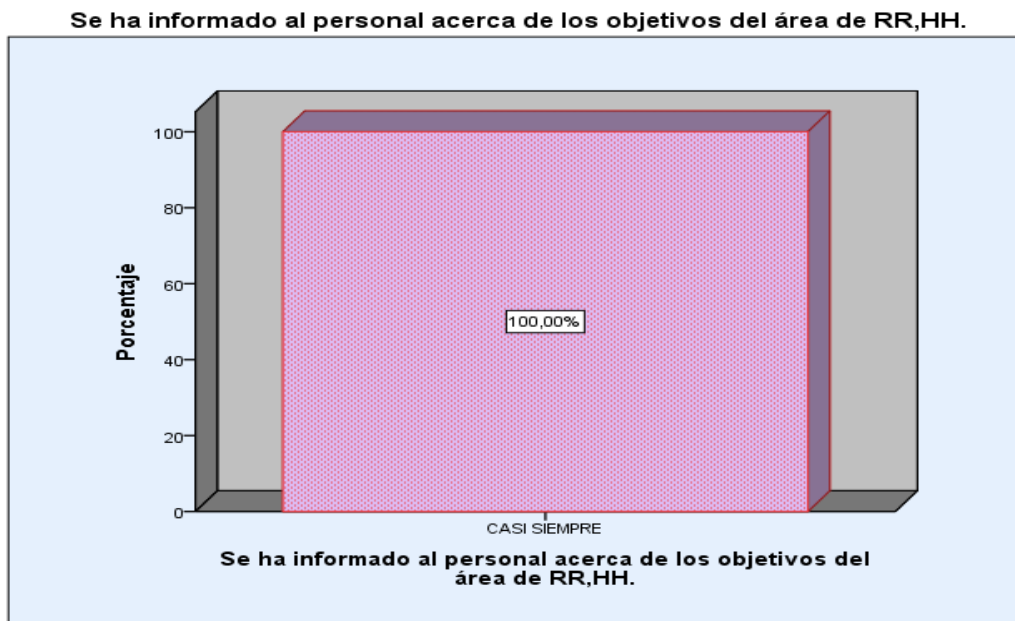 Se ha informado al personal acerca de los objetivos del área de RR,HH.
Porcentaje
100
80
60
40
20
0
100,00%
CASI SIEMPRE
Se ha informado al personal acerca de los objetivos del
área de RR,HH.